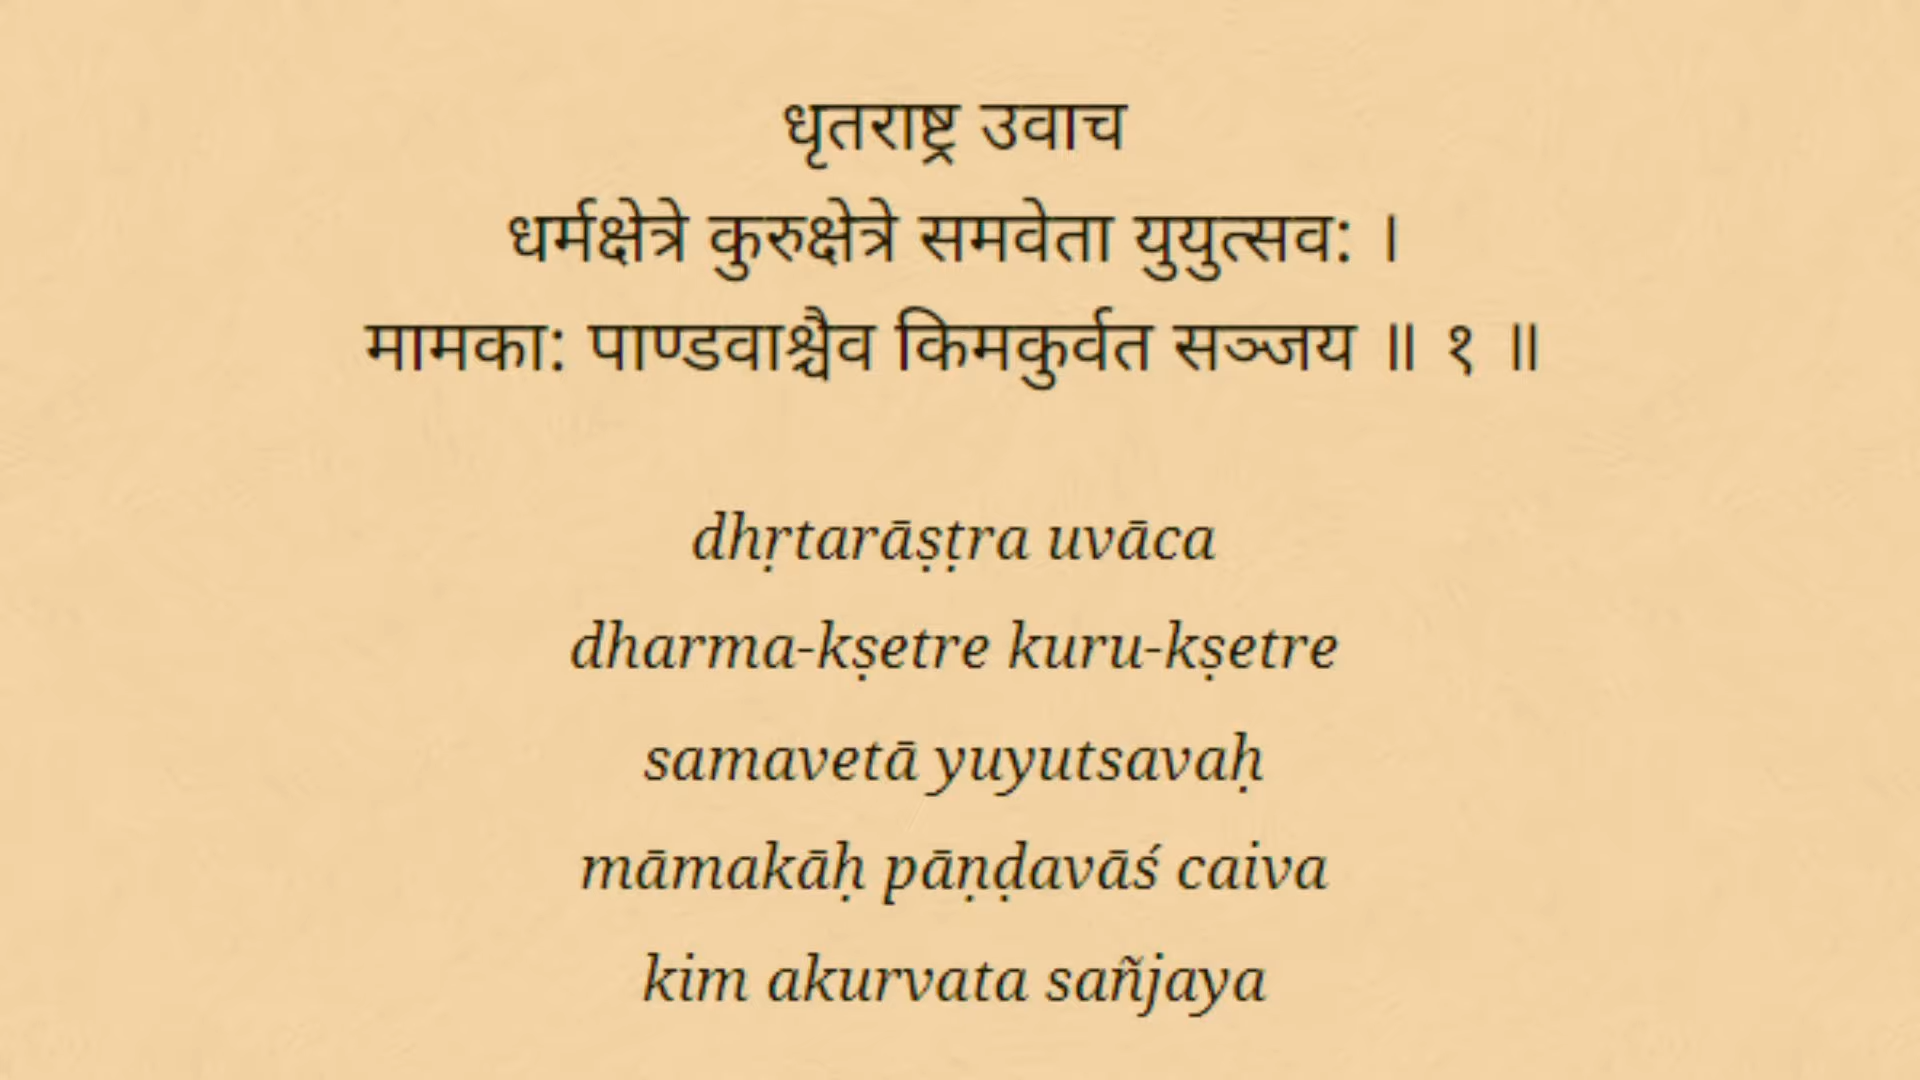 धृतराष्ट्र उवाच
धर्मक्षेत्रे कुरुक्षेत्रे समवेता युयुत्सव: ।
मामका: पाण्डवाश्चैव किमकुर्वत सञ्जय ॥ १ ॥
dhṛtarāṣṭra uvāca
dharma-kṣetre kuru-kṣetre
samavetā yuyutsavaḥ
māmakāḥ pāṇḍavāś caiva
kim akurvata sañjaya